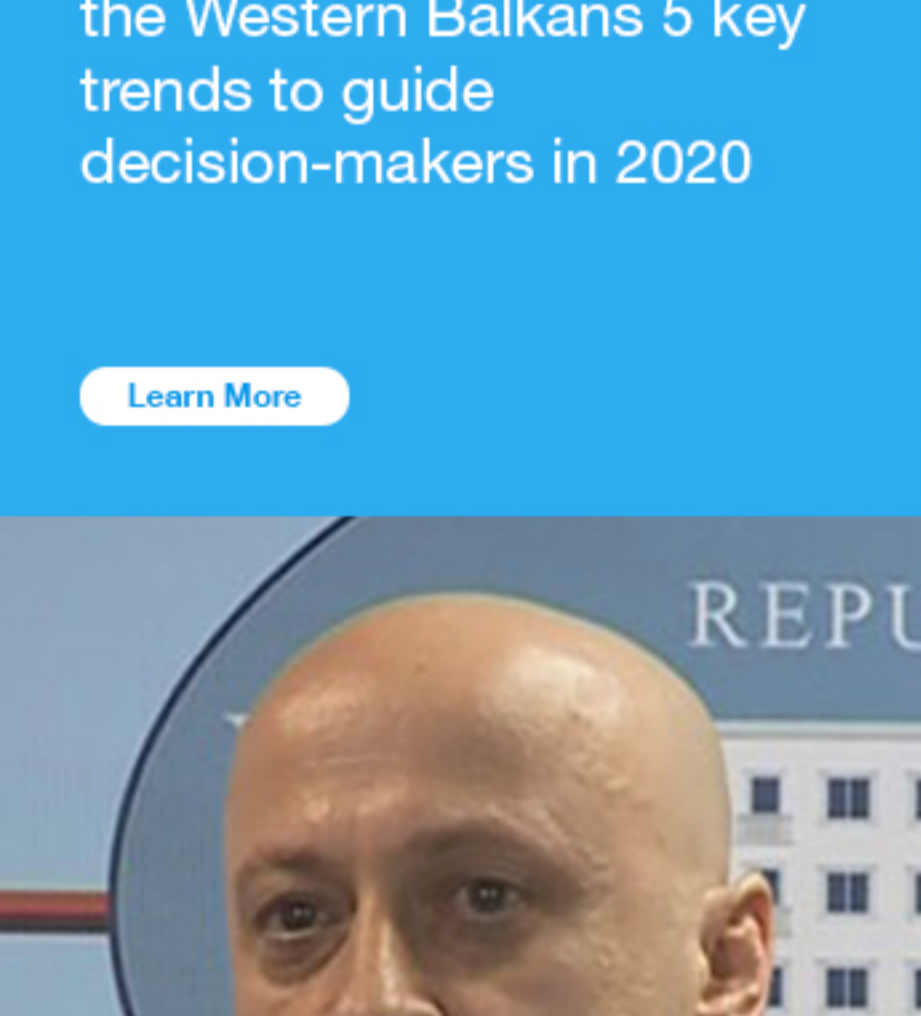 the Western Balkans 5 key
trends to guide
decision-makers in 2020
Learn More
REPU